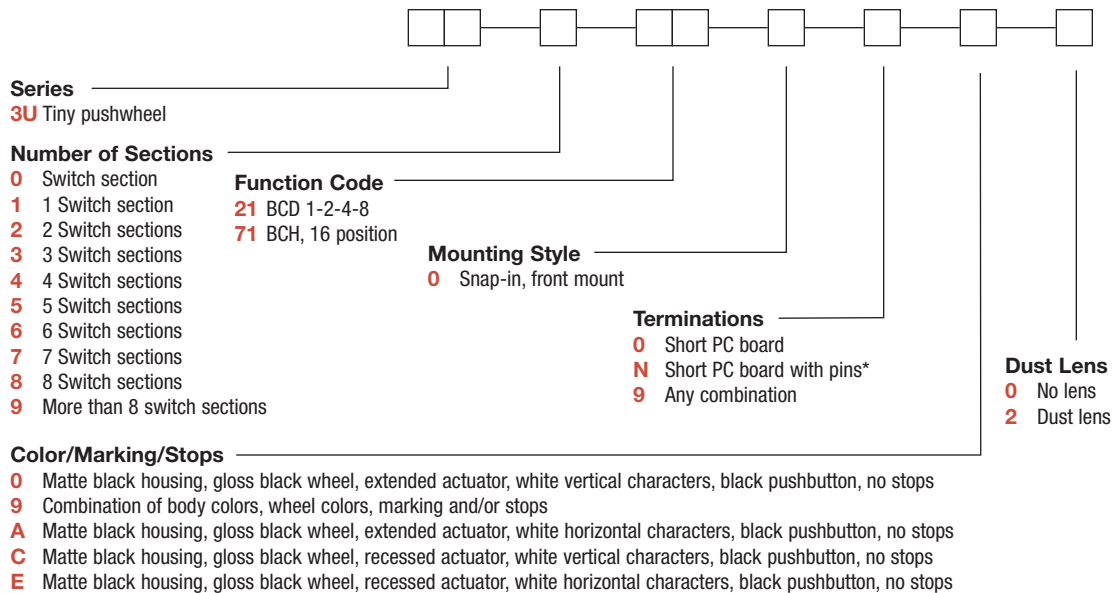 Series
3U Tiny pushwheel
Number of Sections
0 Switch section
1 1 Switch section
2 2 Switch sections
3 3 Switch sections
4 4 Switch sections
5 5 Switch sections
6 6 Switch sections
7 7 Switch sections
8 8 Switch sections
9 More than 8 switch sections
Function Code
21 BCD 1-2-4-8
71 BCH, 16 position
Mounting Style
0 Snap-in, front mount
Terminations
0 Short PC board
N Short PC board with pins*
9 Any combination
Dust Lens
0 No lens
2 Dust lens
Color/Marking/Stops
0 Matte black housing, gloss black wheel, extended actuator, white vertical characters, black pushbutton, no stops
9 Combination of body colors, wheel colors, marking and/or stops
A Matte black housing, gloss black wheel, extended actuator, white horizontal characters, black pushbutton, no stops
C Matte black housing, gloss black wheel, recessed actuator, white vertical characters, black pushbutton, no stops
E Matte black housing, gloss black wheel, recessed actuator, white horizontal characters, black pushbutton, no stops